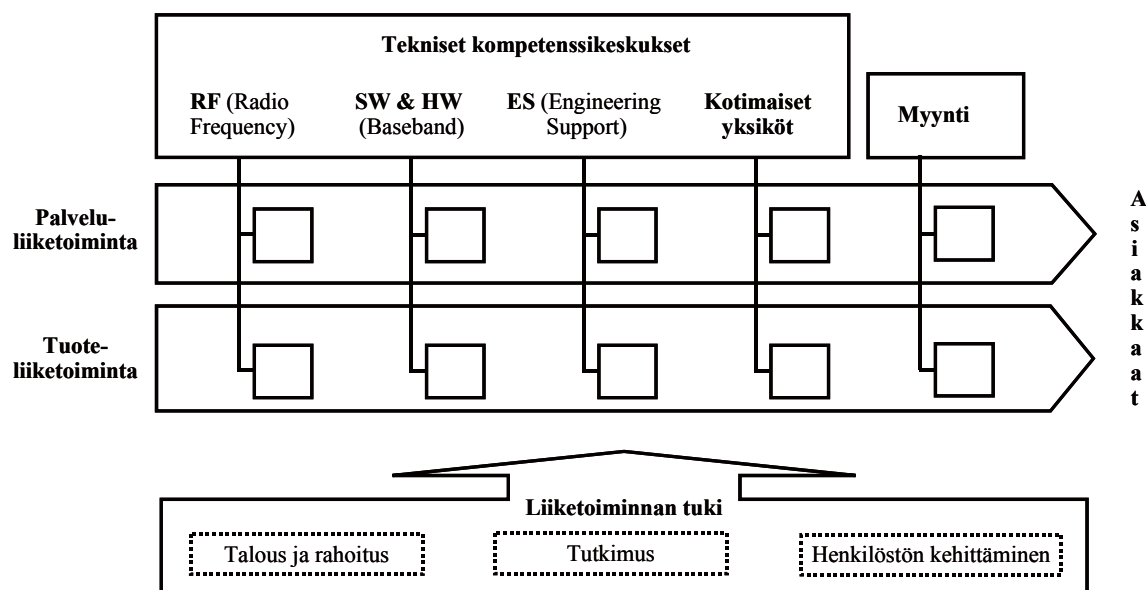 Tekniset kompetenssikeskukset
RF (Radio
Frequency)
SW & HW
(Baseband)
ES (Engineering
Support)
Kotimaiset
yksiköt
Myynti
Palvelu-
liiketoiminta
Tuote-
liiketoiminta
Asiakkaat
Liiketoiminnan tuki
Talous ja rahoitus
Tutkimus
Henkilöstön kehittäminen